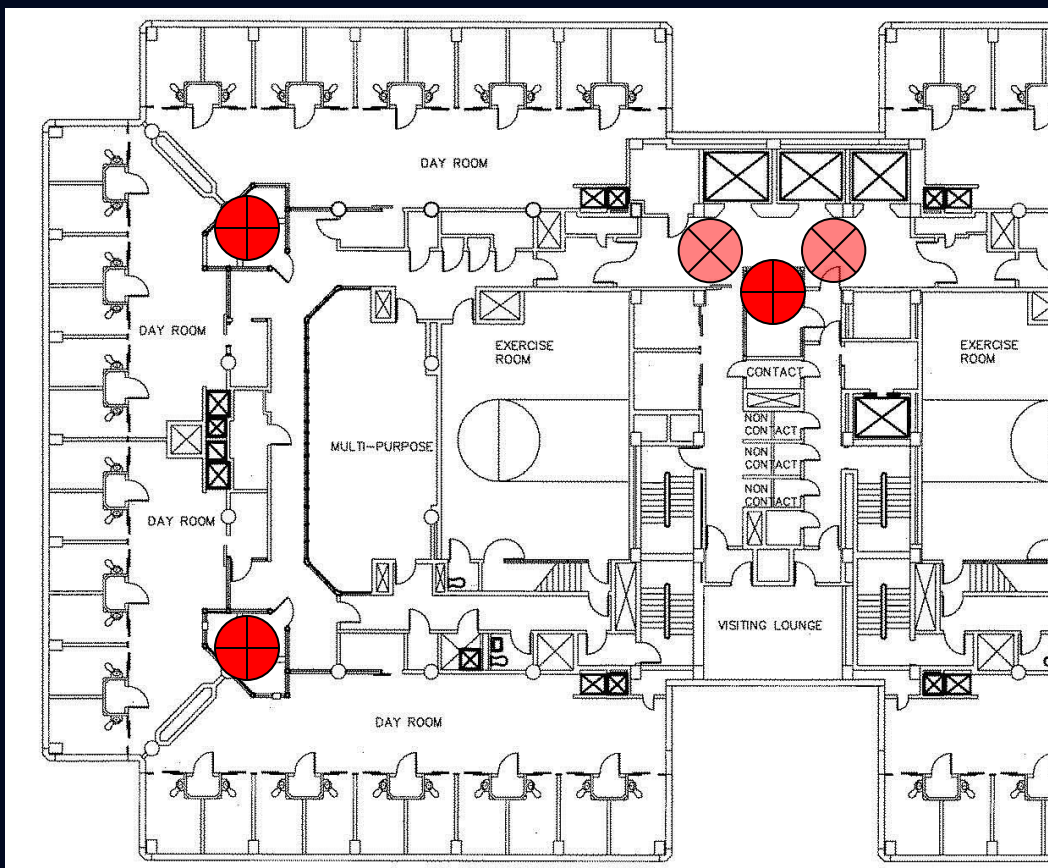 DAY ROOM
DAY ROOM
EXERCISE
ROOM
EXERCISE
ROOM
CONTACT
MULTI-PURPOSE
NON
CONTACT
NON
CONTACT
NON
CONTACT
DAY ROOM
VISITING LOUNGE
DAY ROOM